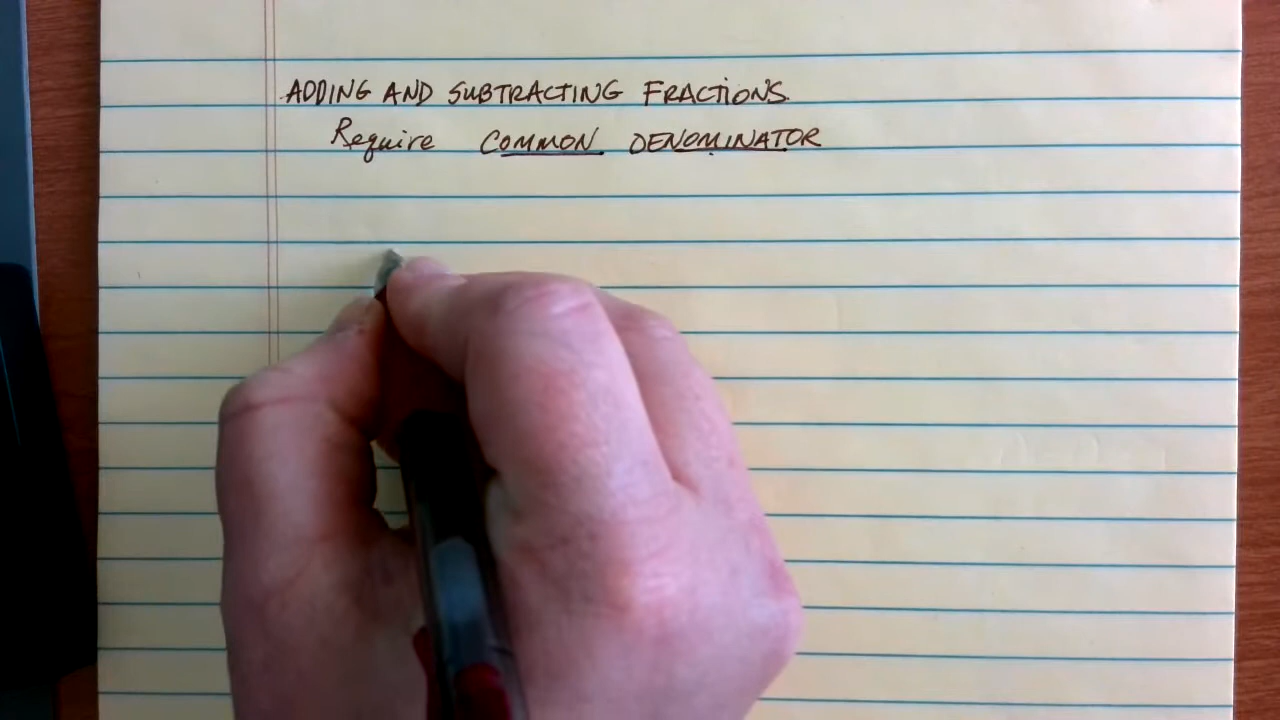 ADDING AND SUBTRACTING FRACTIONS.
Require COMMON DENOMINATOR